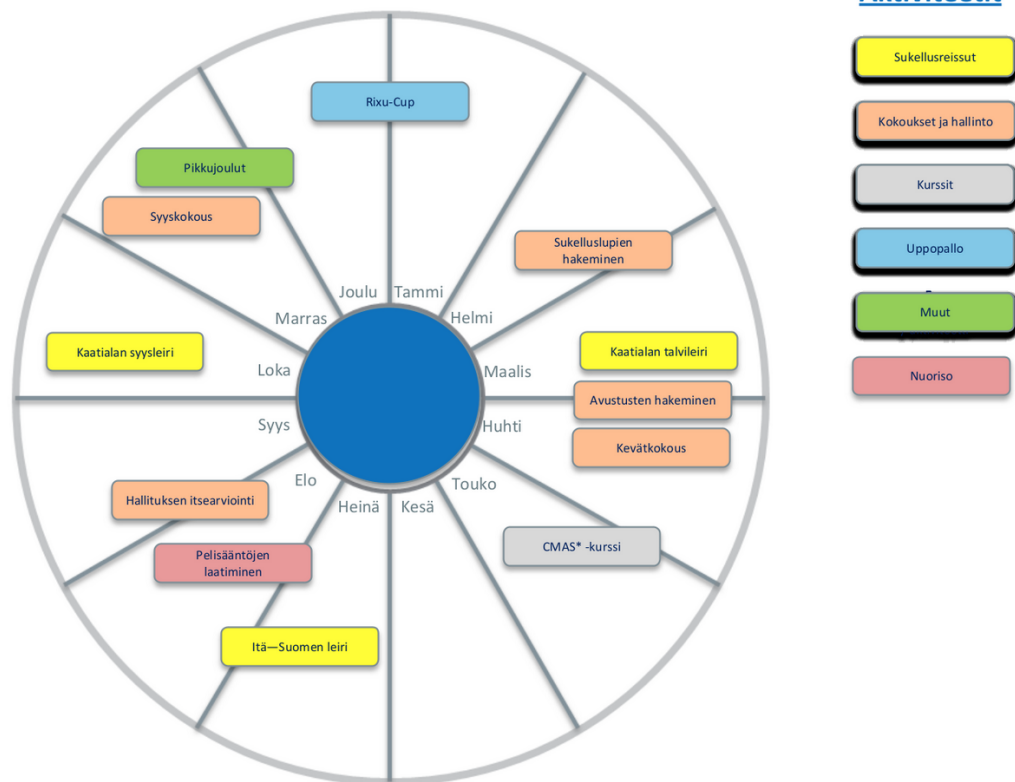 Aktiviteetit
Sukellusreissut
Kokoukset ja hallinto
Kurssit
Uppopallo
Muut
Nuoriso
Rixu-Cup
Pikkujoulut
Syyskokous
Sukelluslupien
hakeminen
Joulu
Tammi
Marras
Helmi
Kaatialan syysleiri
Kaatialan talvileiri
Loka
Maalis
Avustusten hakeminen
Syys
Huhti
Kevätkokous
Elo
Touko
Heinä
Kesä
Hallituksen itsearviointi
CMAS* -kurssi
Pelisääntöjen
laatiminen
Itä—Suomen leiri